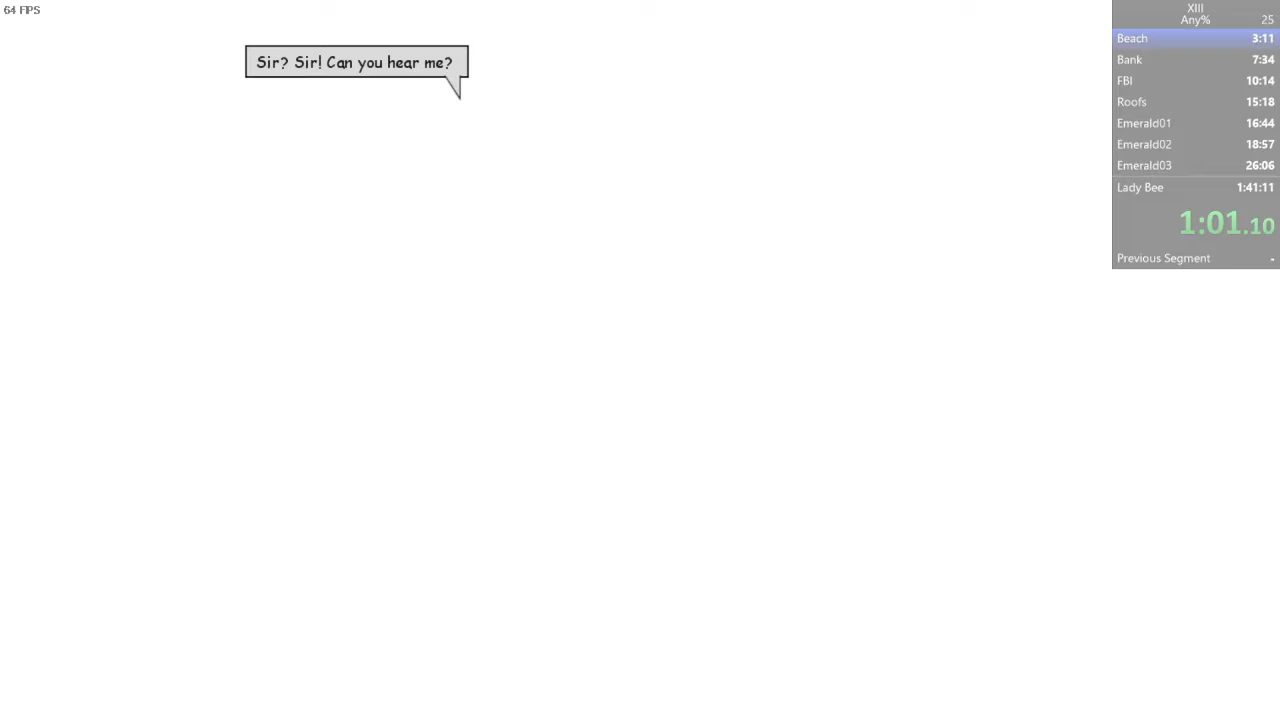 64 FPS
Sir? Sir! Can you hear me?
XIII
Any% 25
Beach 3:11
Bank 7:34
FBI 10:14
Roofs 15:18
Emerald01 16:44
Emerald02 18:57
Emerald03 26:06
Lady Bee 1:41:11
1:01.10
Previous Segment -